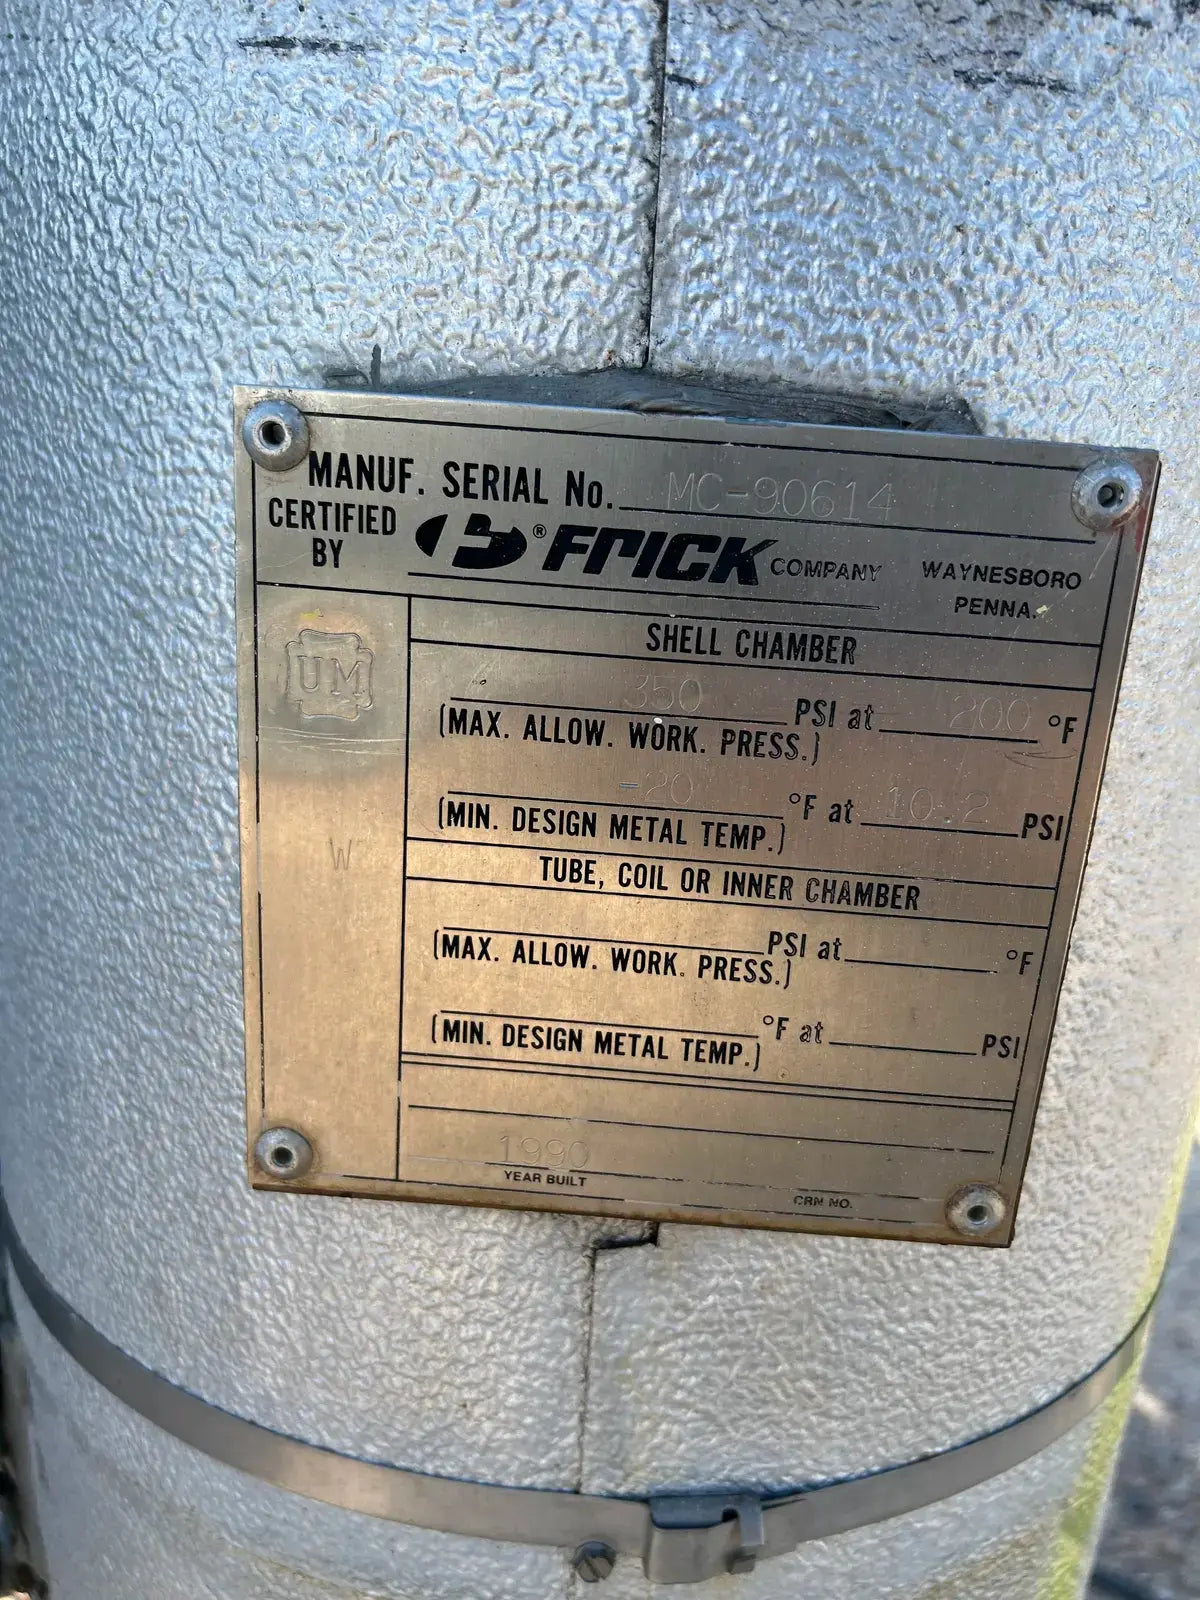 MANUF. SERIAL No. MC-90614
CERTIFIED BY
® FRICK COMPANY WAYNESBORO PENNA.
UM
W
SHELL CHAMBER
350 PSI at 200 °F
(MAX. ALLOW. WORK. PRESS.)
-20 °F at 10.2 PSI
(MIN. DESIGN METAL TEMP.)
TUBE, COIL OR INNER CHAMBER
PSI at °F
(MAX. ALLOW. WORK. PRESS.)
°F at PSI
(MIN. DESIGN METAL TEMP.)
1990
YEAR BUILT CRN NO.